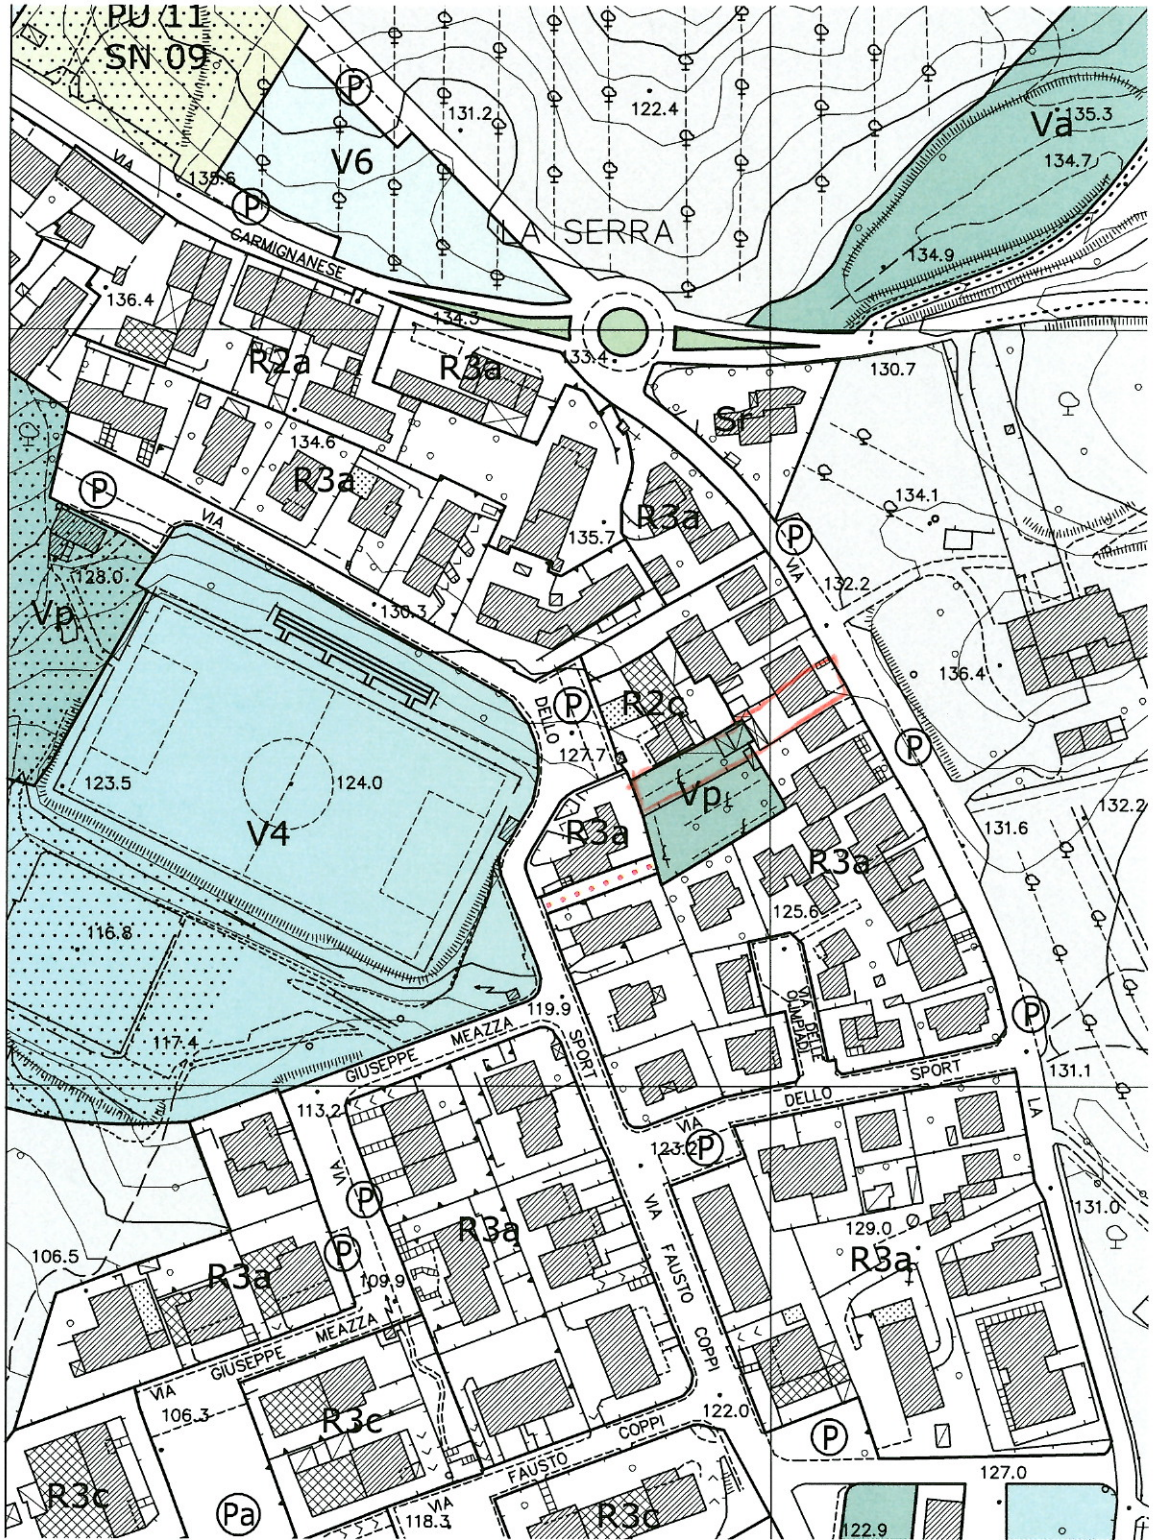 PU 11
SN 09
P
131.2
122.4
Va
135.3
134.7
V6
VIA
135.6
P
CARMIGNANESE
LA SERRA
134.9
136.4
134.3
133.4
R2a
R3a
130.7
Sr
134.6
R3a
P
134.1
VIA
R3a
135.7
P
VIA
132.2
128.0
130.3
Vp
136.4
R2c
P
DELLO
127.7
P
123.5
124.0
Vp
132.2
V4
R3a
131.6
R3a
125.6
116.8
119.9
VIA DELLE
OLIMPIADI
P
117.4
GIUSEPPE MEAZZA
SPORT
131.1
SPORT
DELLO
113.2
LA
VIA
123.2
P
VIA
P
VIA
131.0
R3a
129.0
106.5
P
R3a
R3a
109.9
FAUSTO
MEAZZA
GIUSEPPE
COPPI
VIA
106.3
R3c
122.0
COPPI
P
FAUSTO
127.0
R3c
Pa
VIA
118.3
R3c
122.9